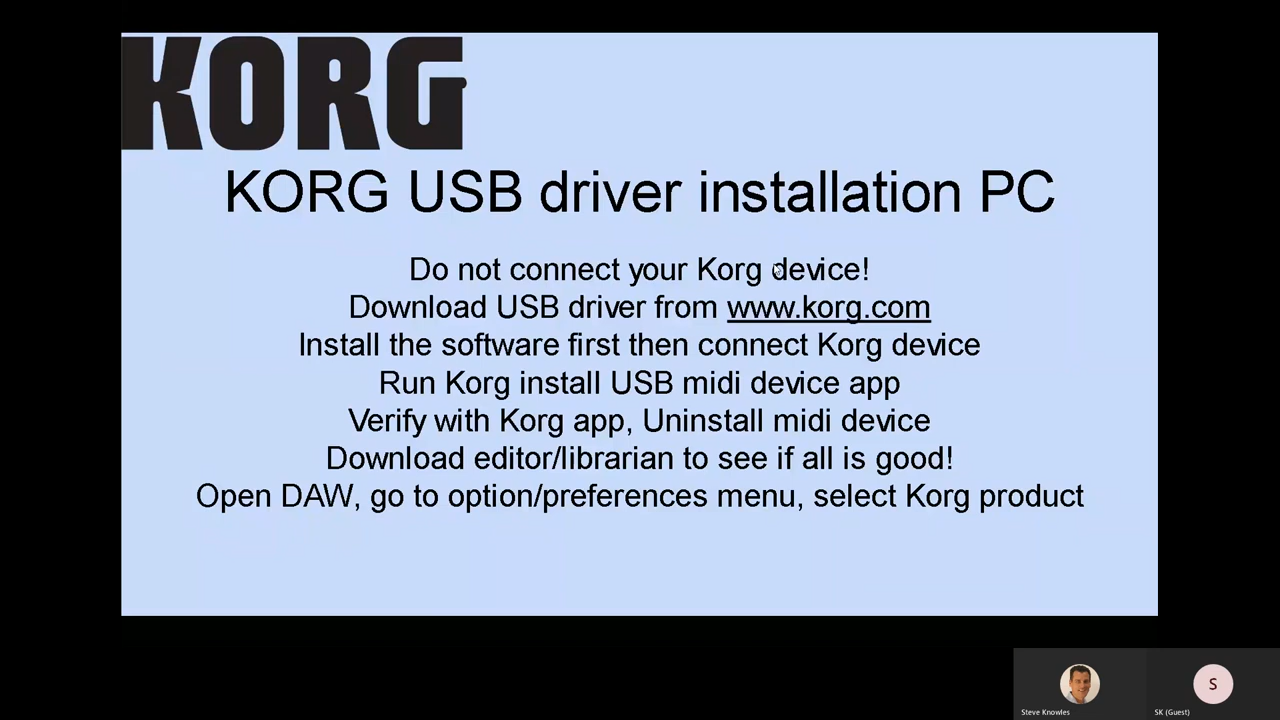 KORG
KORG USB driver installation PC
Do not connect your Korg device!
Download USB driver from www.korg.com
Install the software first then connect Korg device
Run Korg install USB midi device app
Verify with Korg app, Uninstall midi device
Download editor/librarian to see if all is good!
Open DAW, go to option/preferences menu, select Korg product
S
Steve Knowles
SK (Guest)